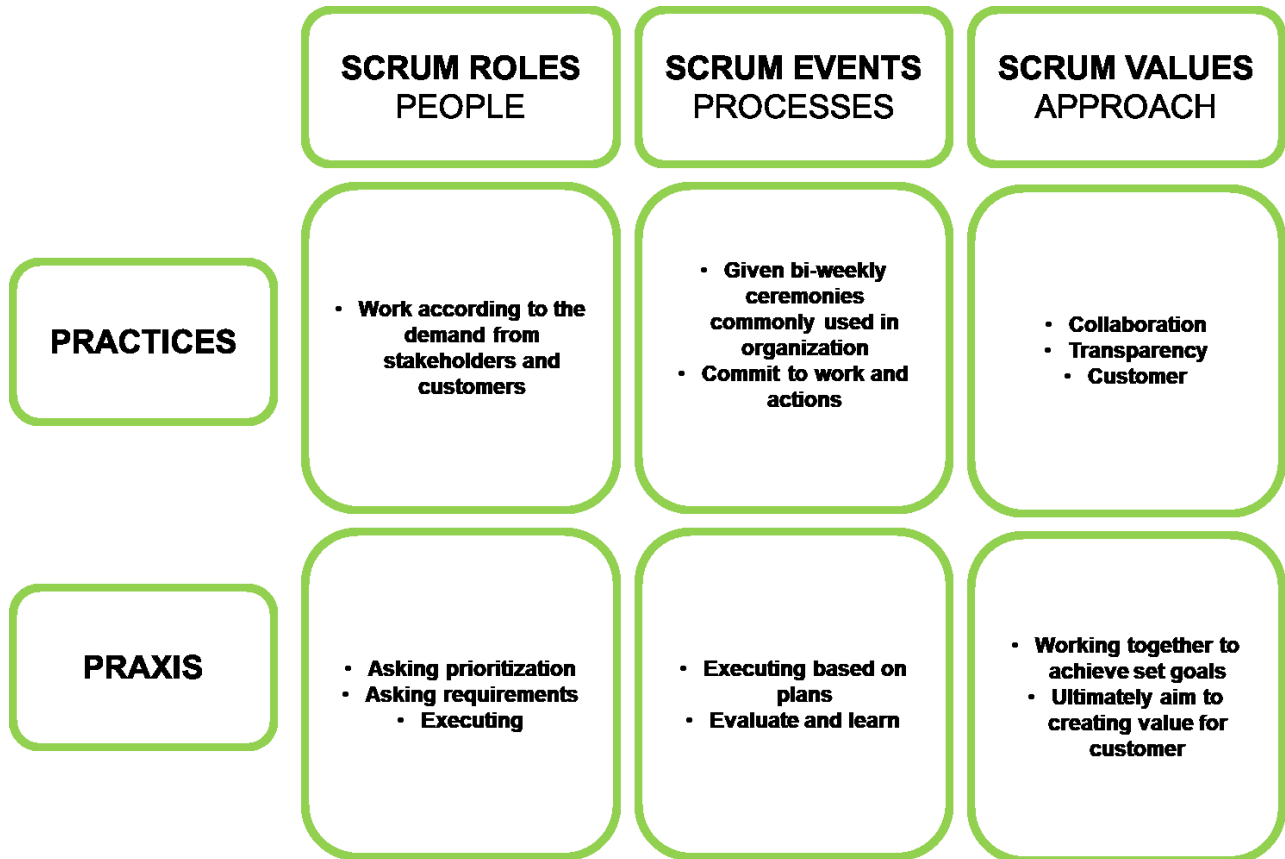 SCRUM ROLES
PEOPLE
SCRUM EVENTS
PROCESSES
SCRUM VALUES
APPROACH
PRACTICES
• Work according to the
demand from
stakeholders and
customers
• Given bi-weekly
ceremonies
commonly used in
organization
• Commit to work and
actions
• Collaboration
• Transparency
• Customer
PRAXIS
• Asking prioritization
• Asking requirements
• Executing
• Executing based on
plans
• Evaluate and learn
• Working together to
achieve set goals
• Ultimately aim to
creating value for
customer